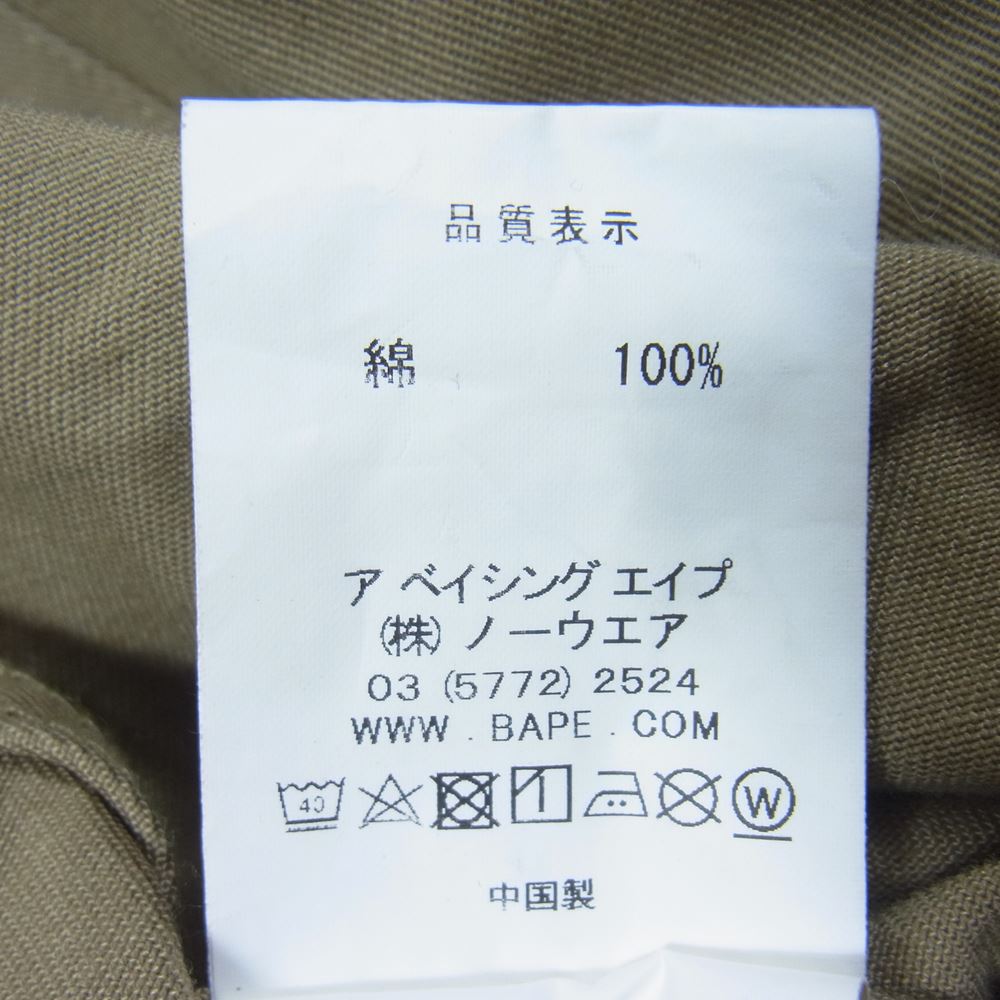 品質表示
綿 100%
ア ベイシング エイプ
(株) ノーウエア
03 (5772) 2524
WWW . BAPE . COM
40 W
中国製